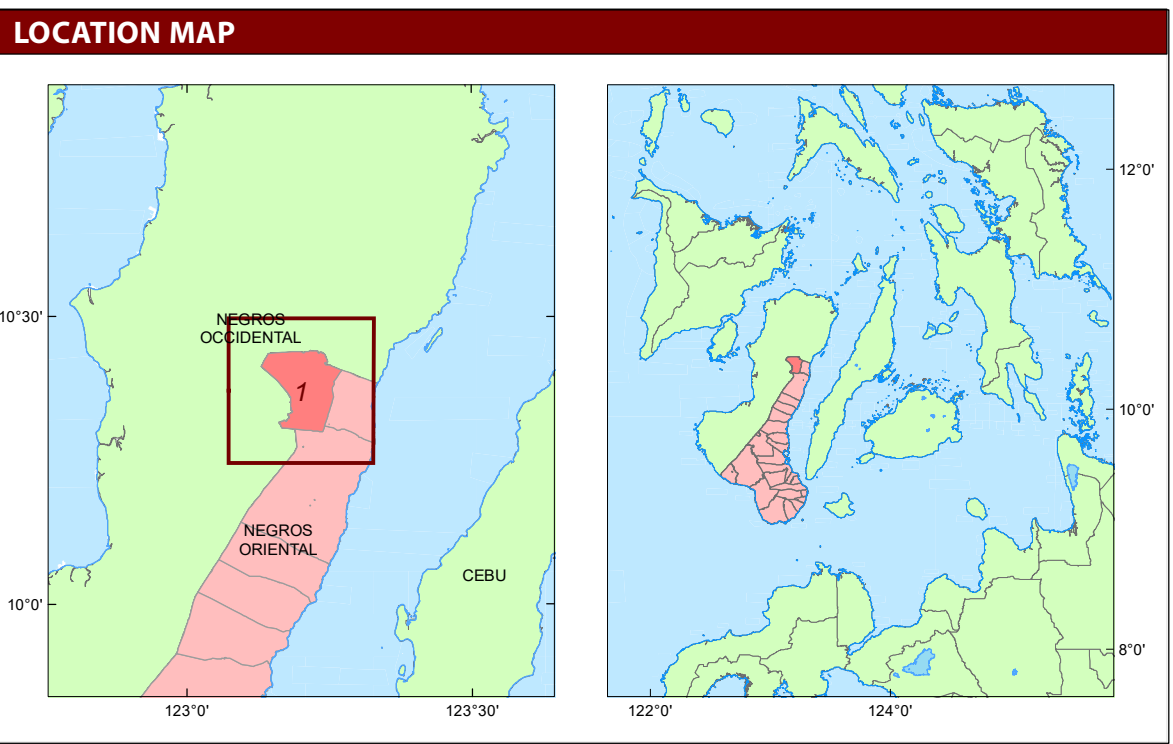 LOCATION MAP
10°30'
NEGROS
OCCIDENTAL
1
NEGROS
ORIENTAL
CEBU
10°0'
123°0'
123°30'
12°0'
10°0'
8°0'
122°0'
124°0'